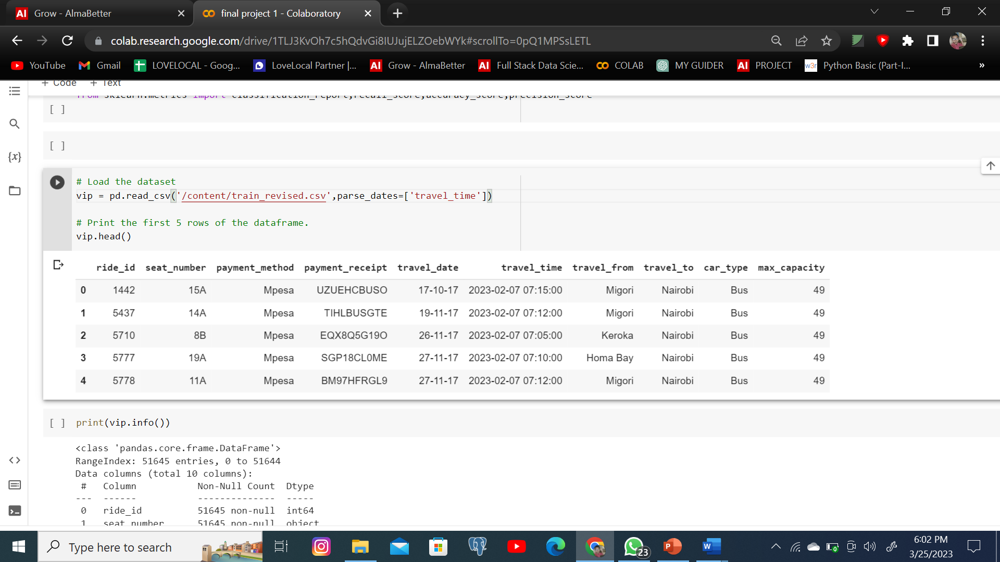 Grow - AlmaBetter
final project 1 - Colaboratory
colab.research.google.com/drive/1TLJ3KvOh7c5hQdvGi8IUJujELZOebWYk#scrollTo=0pQ1MPSsLETL
YouTube
Gmail
LOVELOCAL - Goog...
LoveLocal Partner |...
Grow - AlmaBetter
Full Stack Data Scie...
COLAB
MY GUIDER
PROJECT
Python Basic (Part-I...
+ Code + Text
from sklearn.metrics import classification_report,recall_score,accuracy_score,precision_score
[ ]
[ ]
{x}
# Load the dataset
vip = pd.read_csv('/content/train_revised.csv',parse_dates=['travel_time'])
# Print the first 5 rows of the dataframe.
vip.head()
ride_id seat_number payment_method payment_receipt travel_date travel_time travel_from travel_to car_type max_capacity
0 1442 15A Mpesa UZUEHCBUSO 17-10-17 2023-02-07 07:15:00 Migori Nairobi Bus 49
1 5437 14A Mpesa TIHLBUSGTE 19-11-17 2023-02-07 07:12:00 Migori Nairobi Bus 49
2 5710 8B Mpesa EQX8Q5G19O 26-11-17 2023-02-07 07:05:00 Keroka Nairobi Bus 49
3 5777 19A Mpesa SGP18CL0ME 27-11-17 2023-02-07 07:10:00 Homa Bay Nairobi Bus 49
4 5778 11A Mpesa BM97HFRGL9 27-11-17 2023-02-07 07:12:00 Migori Nairobi Bus 49
[ ] print(vip.info())
<class 'pandas.core.frame.DataFrame'>
RangeIndex: 51645 entries, 0 to 51644
Data columns (total 10 columns):
# Column Non-Null Count Dtype
--- ------ -------------- -----
0 ride_id 51645 non-null int64
1 seat_number 51645 non-null object
Type here to search
23
6:02 PM
3/25/2023